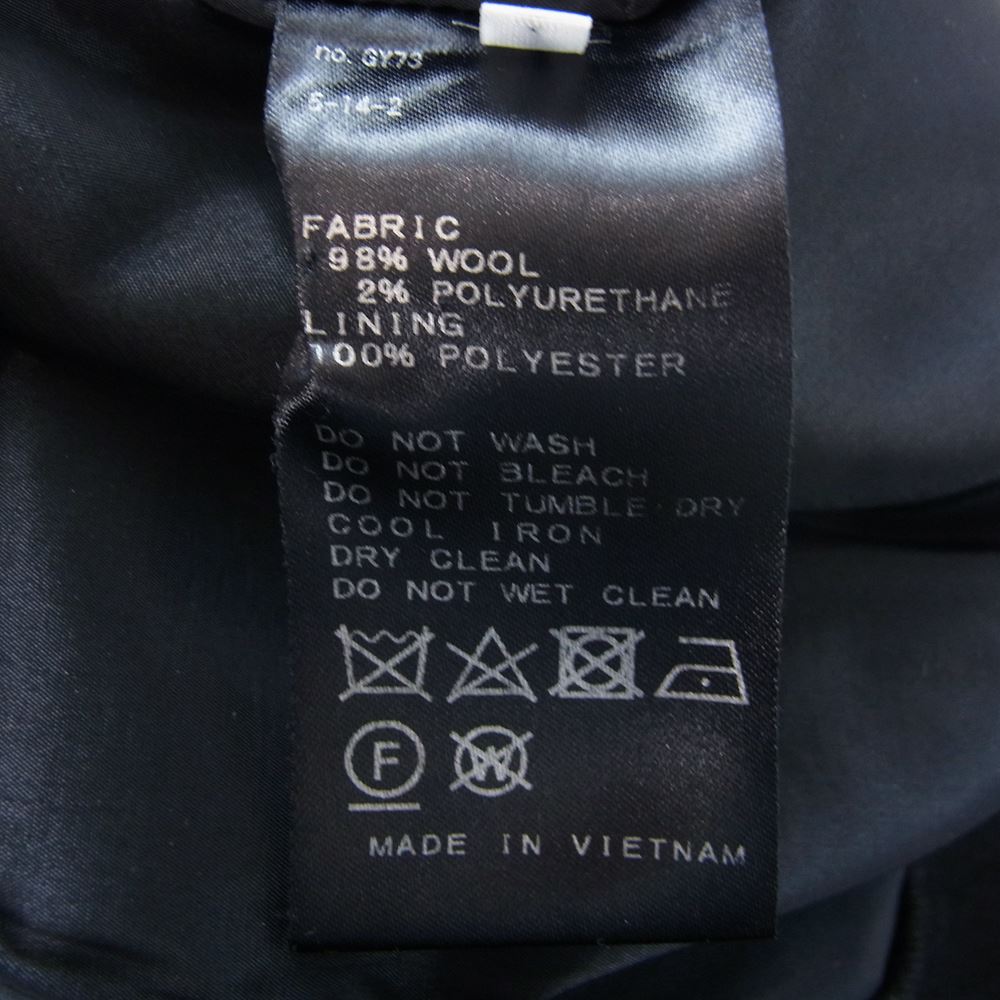 no. GY73
S-14-2
FABRIC
98% WOOL
2% POLYURETHANE
LINING
100% POLYESTER
DO NOT WASH
DO NOT BLEACH
DO NOT TUMBLE DRY
COOL IRON
DRY CLEAN
DO NOT WET CLEAN
F W
MADE IN VIETNAM